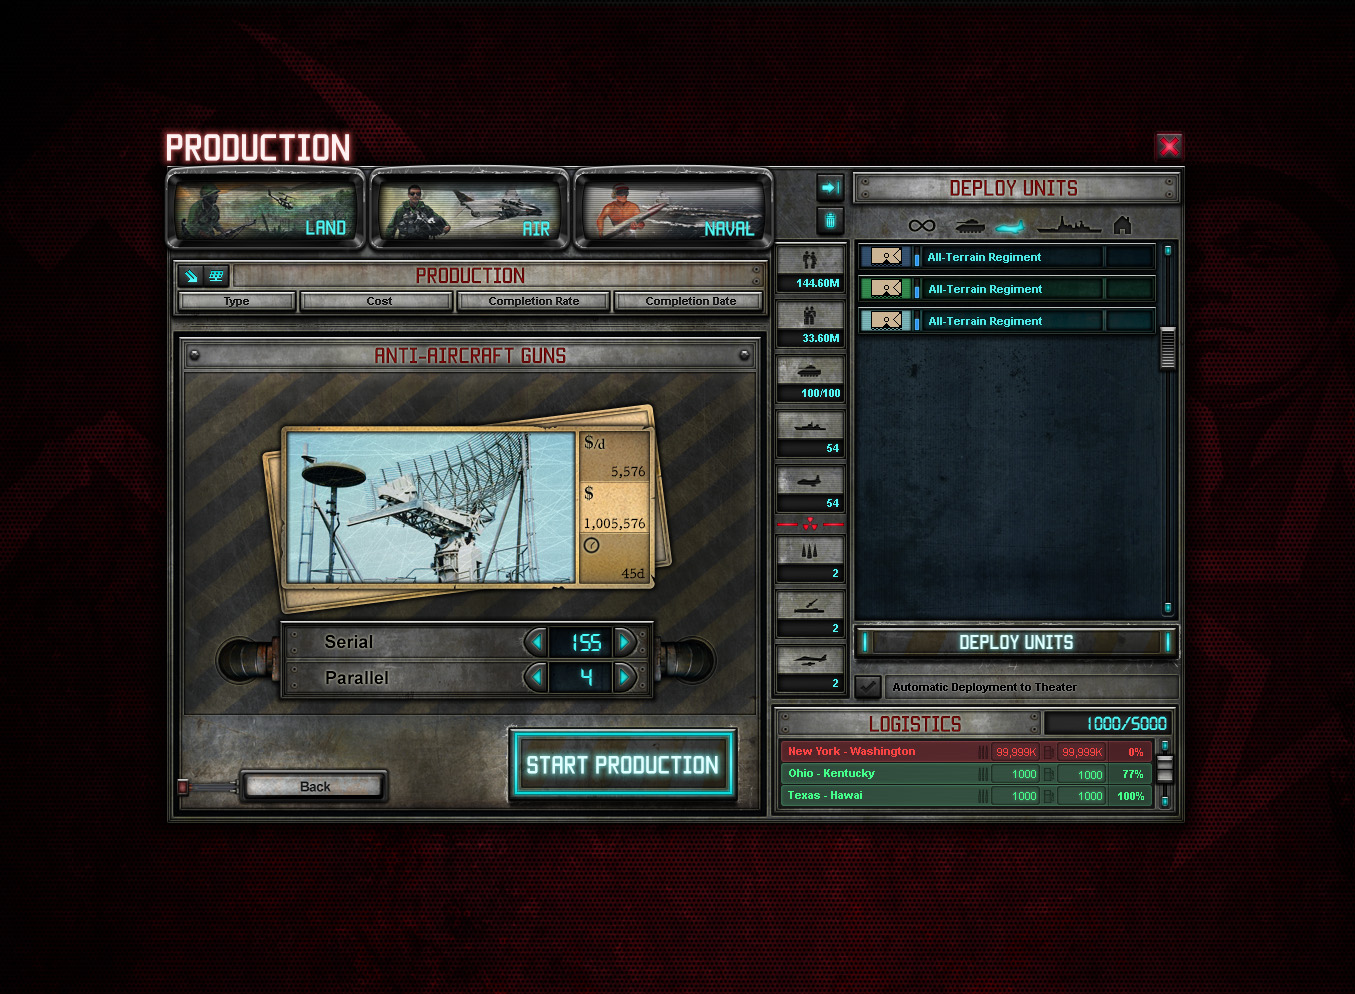 PRODUCTION
LAND
AIR
NAVAL
DEPLOY UNITS
PRODUCTION
Type
Cost
Completion Rate
Completion Date
144.60M
33.60M
100/100
54
54
2
2
2
All-Terrain Regiment
All-Terrain Regiment
All-Terrain Regiment
ANTI-AIRCRAFT GUNS
$/d
5,576
$
1,005,576
45d
Serial
155
Parallel
4
START PRODUCTION
Back
DEPLOY UNITS
Automatic Deployment to Theater
LOGISTICS
1000/5000
New York - Washington 99,999K 99,999K 0%
Ohio - Kentucky 1000 1000 77%
Texas - Hawai 1000 1000 100%